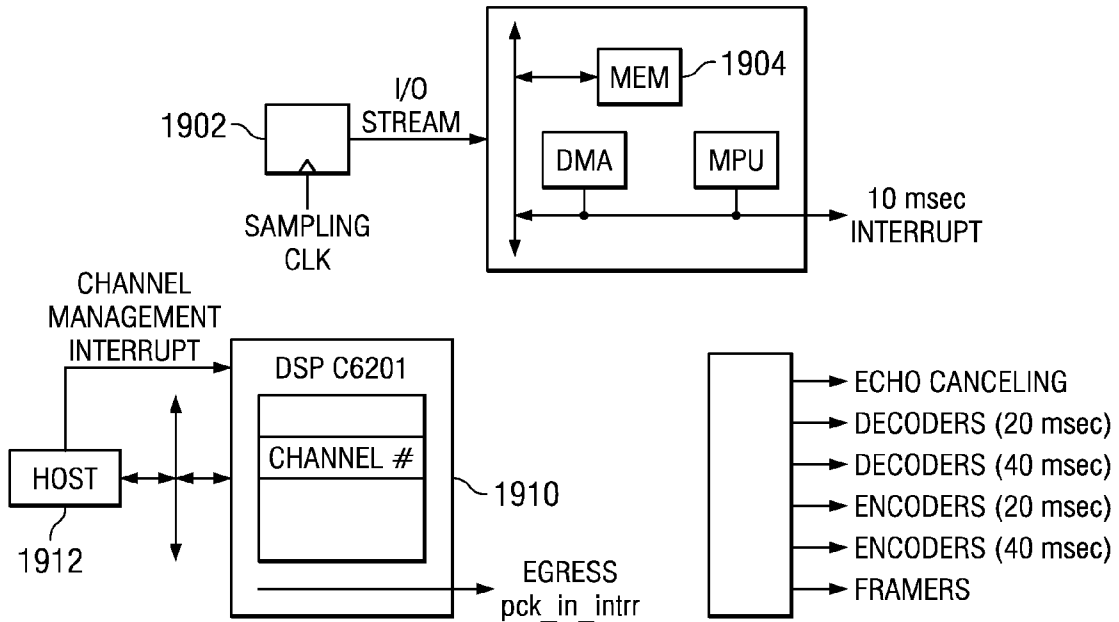 1902
I/O
STREAM
SAMPLING
CLK
MEM
1904
DMA
MPU
10 msec
INTERRUPT
CHANNEL
MANAGEMENT
INTERRUPT
HOST
1912
DSP C6201
CHANNEL #
1910
EGRESS
pck_in_intrr
ECHO CANCELING
DECODERS (20 msec)
DECODERS (40 msec)
ENCODERS (20 msec)
ENCODERS (40 msec)
FRAMERS